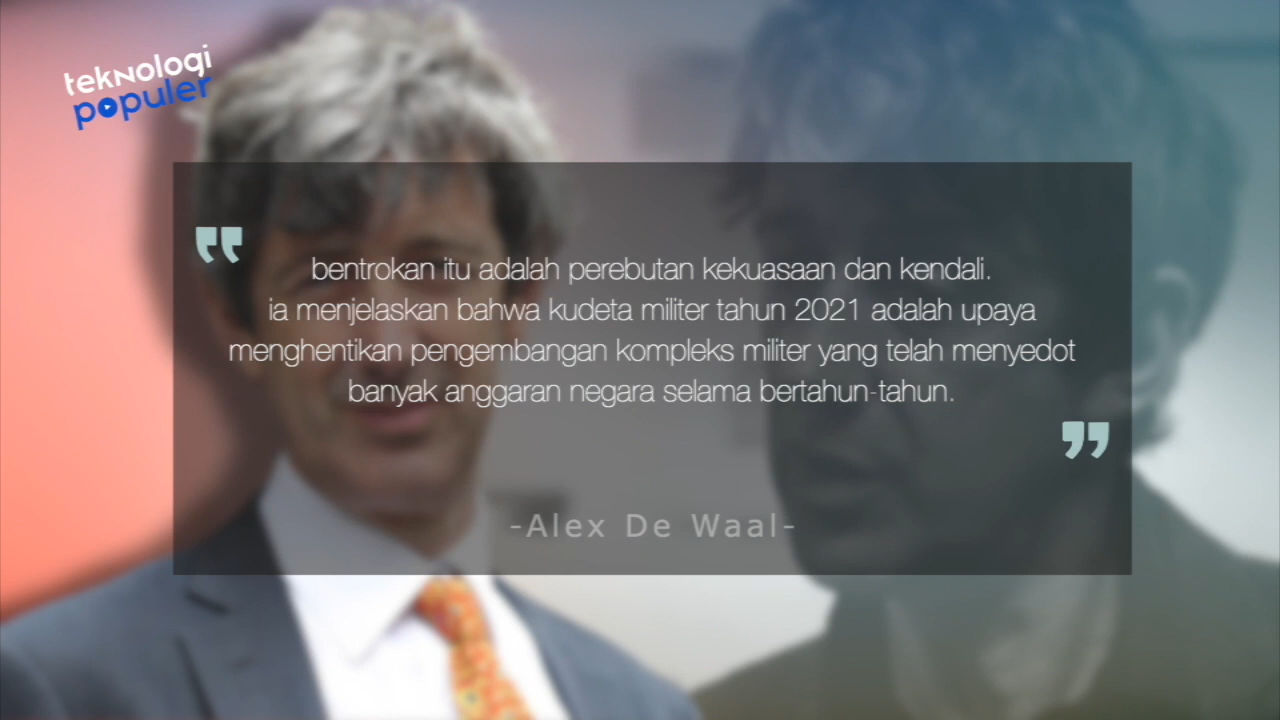 teknologi
populer
"
bentrokan itu adalah perebutan kekuasaan dan kendali.
ia menjelaskan bahwa kudeta militer tahun 2021 adalah upaya
menghentikan pengembangan kompleks militer yang telah menyedot
banyak anggaran negara selama bertahun-tahun.
"
-Alex De Waal-